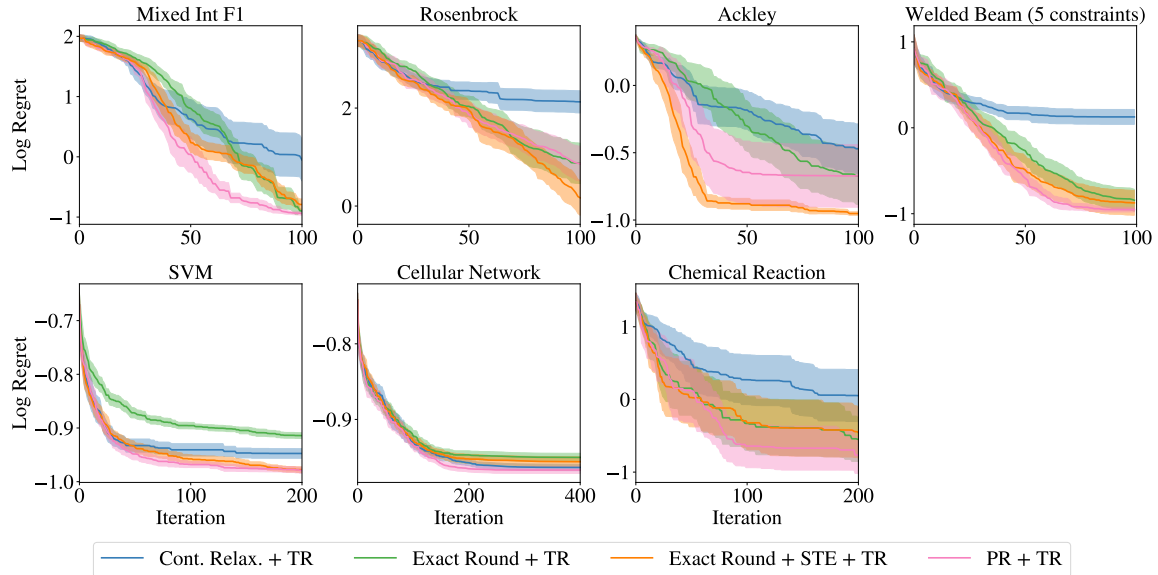 Mixed Int F1
Rosenbrock
Ackley
Welded Beam (5 constraints)
Log Regret
2
1
0
−1
0
50
100
2
0
0
50
100
0.0
−0.5
−1.0
0
50
100
1
0
−1
0
50
100
SVM
Cellular Network
Chemical Reaction
Log Regret
−0.7
−0.8
−0.9
−1.0
0
100
200
Iteration
−0.8
−0.9
0
200
400
Iteration
1
0
−1
0
100
200
Iteration
Cont. Relax. + TR
Exact Round + TR
Exact Round + STE + TR
PR + TR